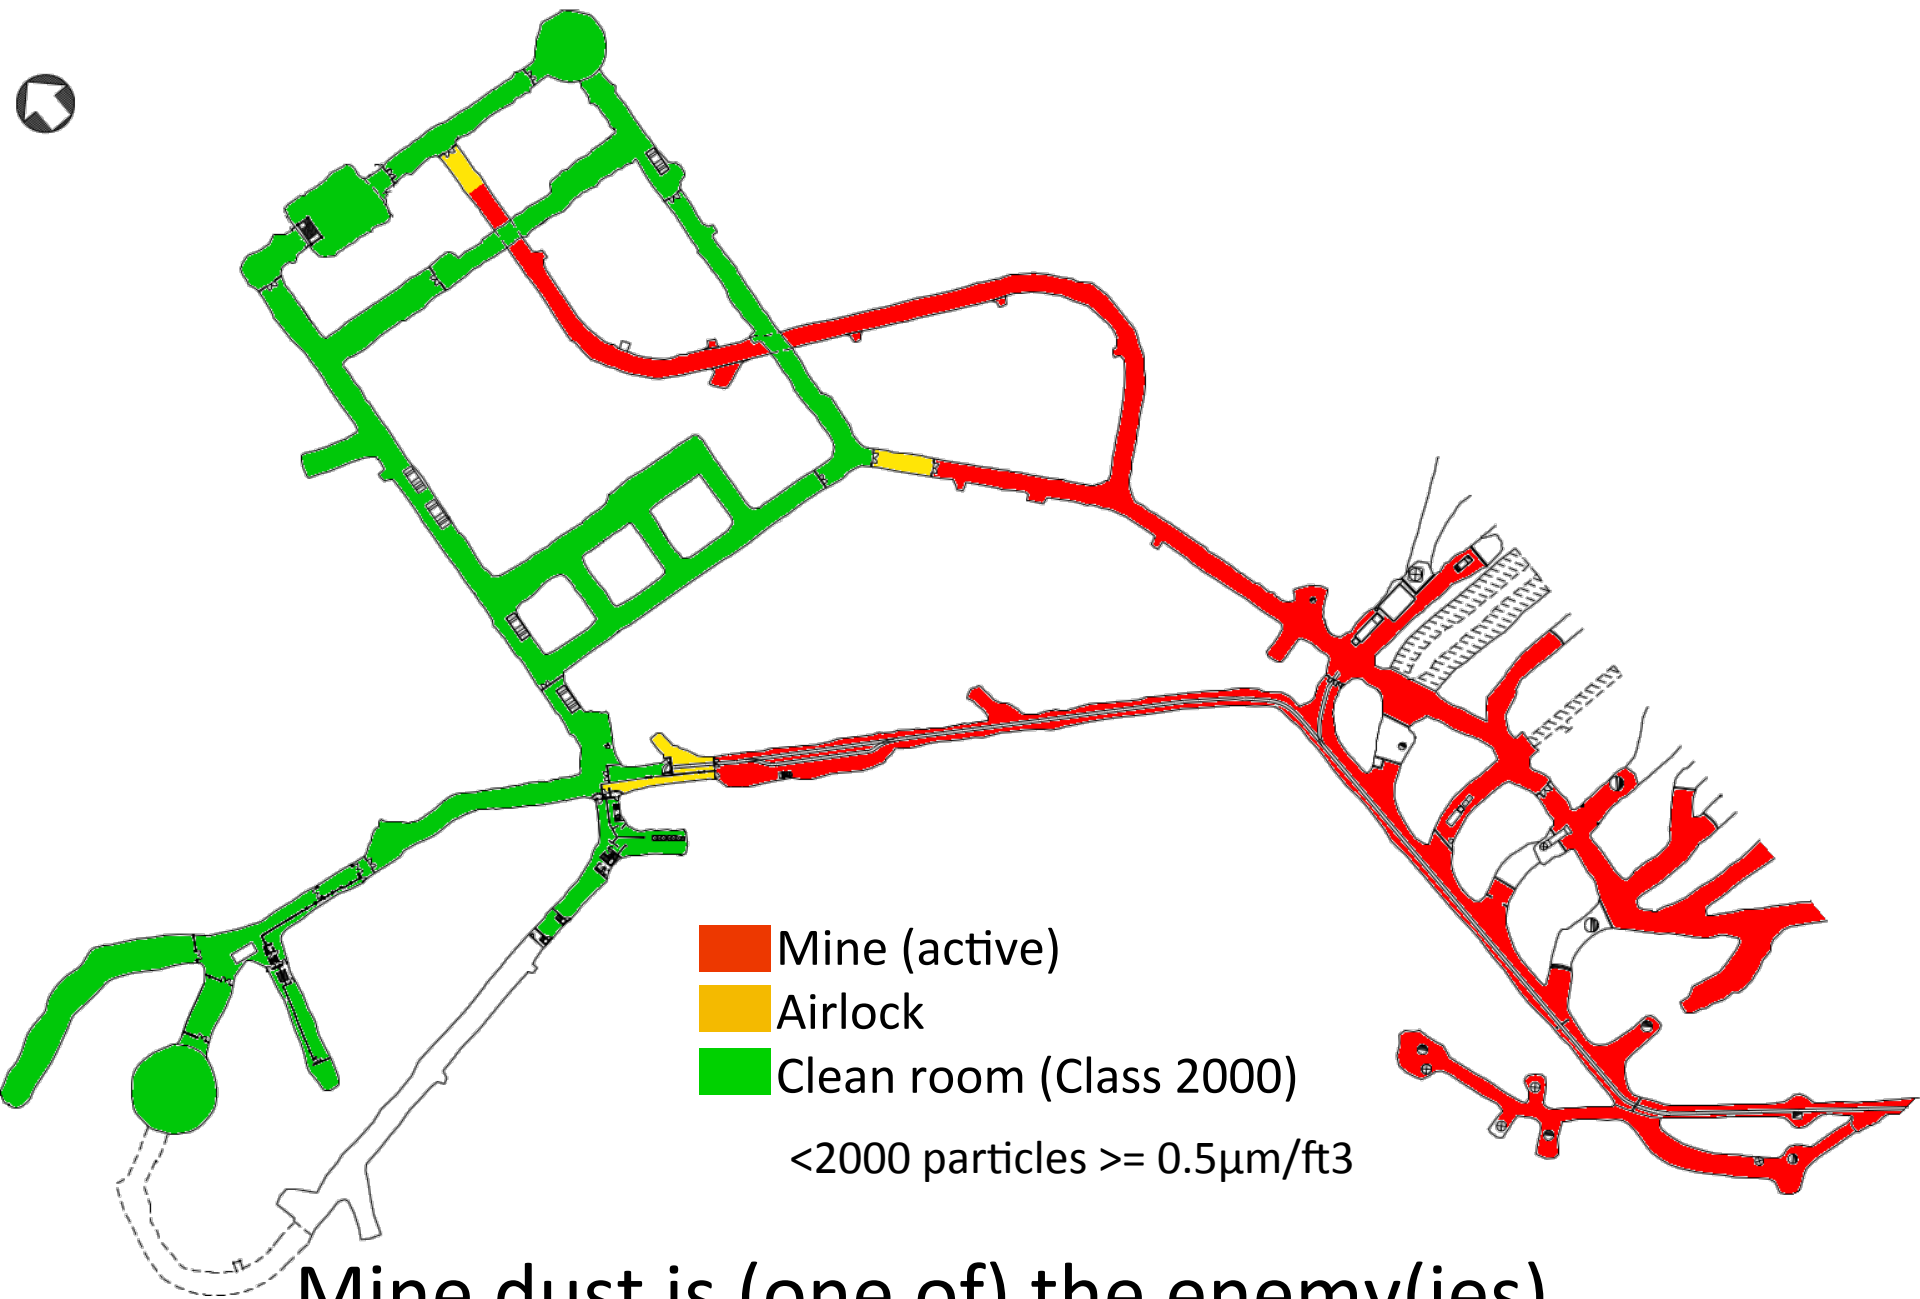 Mine (active)
Airlock
Clean room (Class 2000)
<2000 particles >= 0.5μm/ft3
Mine dust is (one of) the enemy(ies)